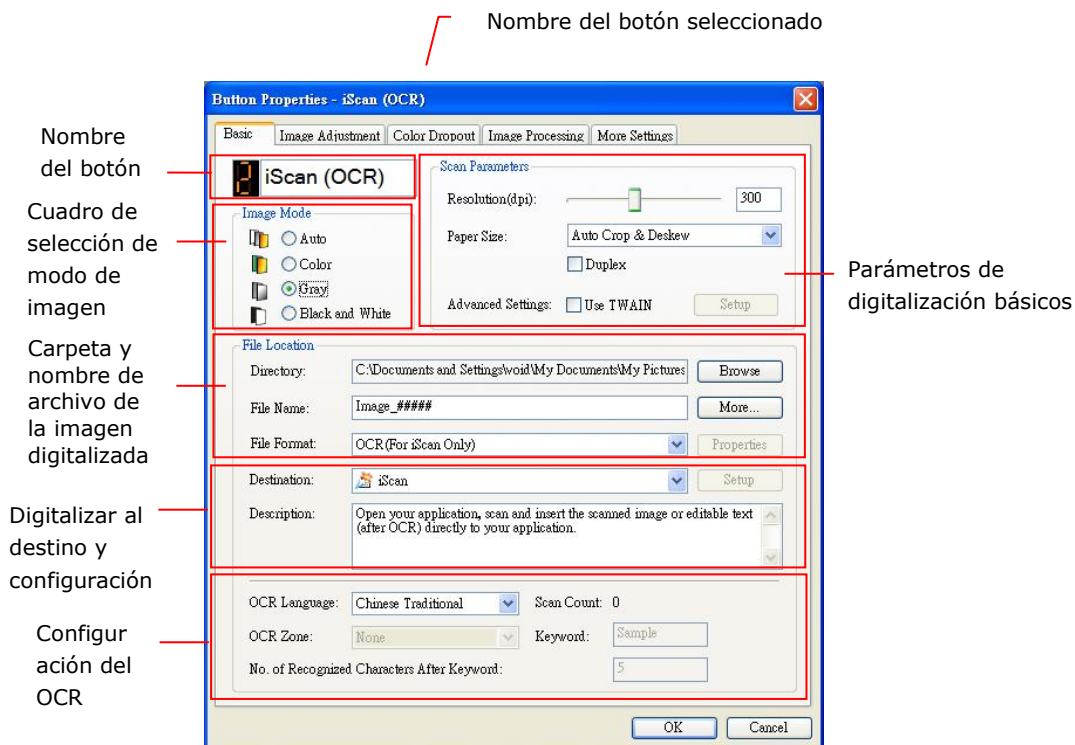 Nombre del botón seleccionado
Button Properties - iScan (OCR)
Basic Image Adjustment Color Dropout Image Processing More Settings
Nombre
del botón
2 iScan (OCR)
Cuadro de
selección de
modo de
imagen
Image Mode
Auto
Color
Gray
Black and White
Scan Parameters
Resolution(dpi): 300
Paper Size: Auto Crop & Deskew
Duplex
Advanced Settings: Use TWAIN Setup
Parámetros de
digitalización básicos
Carpeta y
nombre de
archivo de
la imagen
digitalizada
File Location
Directory: C:\Documents and Settings\void\My Documents\My Pictures Browse
File Name: Image_##### More...
File Format: OCR(For iScan Only) Properties
Digitalizar al
destino y
configuración
Destination: iScan Setup
Description: Open your application, scan and insert the scanned image or editable text
(after OCR) directly to your application.
Configur
ación del
OCR
OCR Language: Chinese Traditional Scan Count: 0
OCR Zone: None Keyword: Sample
No. of Recognized Characters After Keyword: 5
OK Cancel